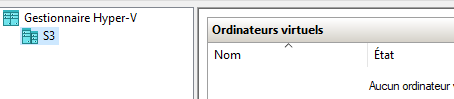 Gestionnaire Hyper-V
S3
Ordinateurs virtuels
Nom
État
Aucun ordinateur